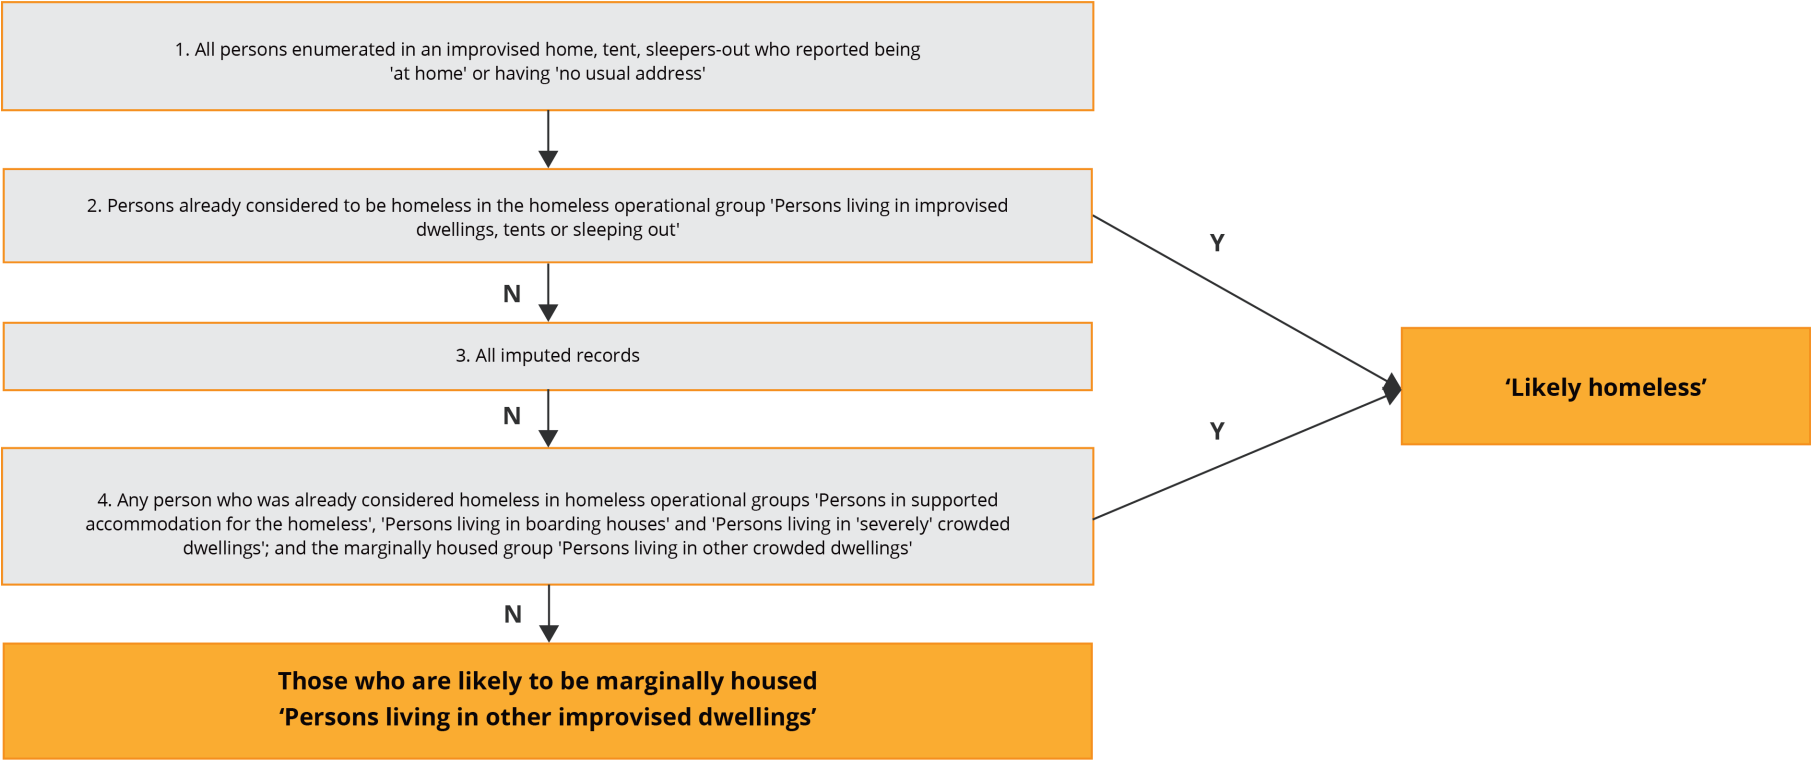 1. All persons enumerated in an improvised home, tent, sleepers-out who reported being
'at home' or having 'no usual address'
2. Persons already considered to be homeless in the homeless operational group 'Persons living in improvised
dwellings, tents or sleeping out'
Y
N
3. All imputed records
‘Likely homeless’
N
Y
4. Any person who was already considered homeless in homeless operational groups 'Persons in supported
accommodation for the homeless', 'Persons living in boarding houses' and 'Persons living in 'severely' crowded
dwellings'; and the marginally housed group 'Persons living in other crowded dwellings'
N
Those who are likely to be marginally housed
‘Persons living in other improvised dwellings’